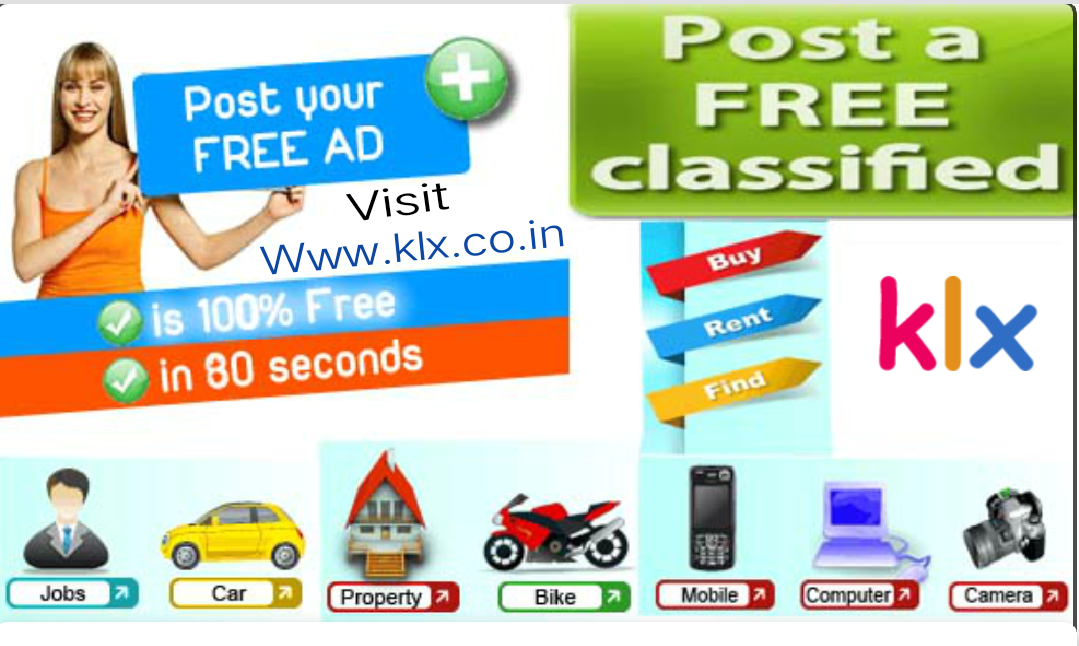 Post your
FREE AD
Visit
Www.klx.co.in
is 100% Free
in 80 seconds
Post a
FREE
classified
Buy
Rent
Find
klx
Jobs
Car
Property
Bike
Mobile
Computer
Camera